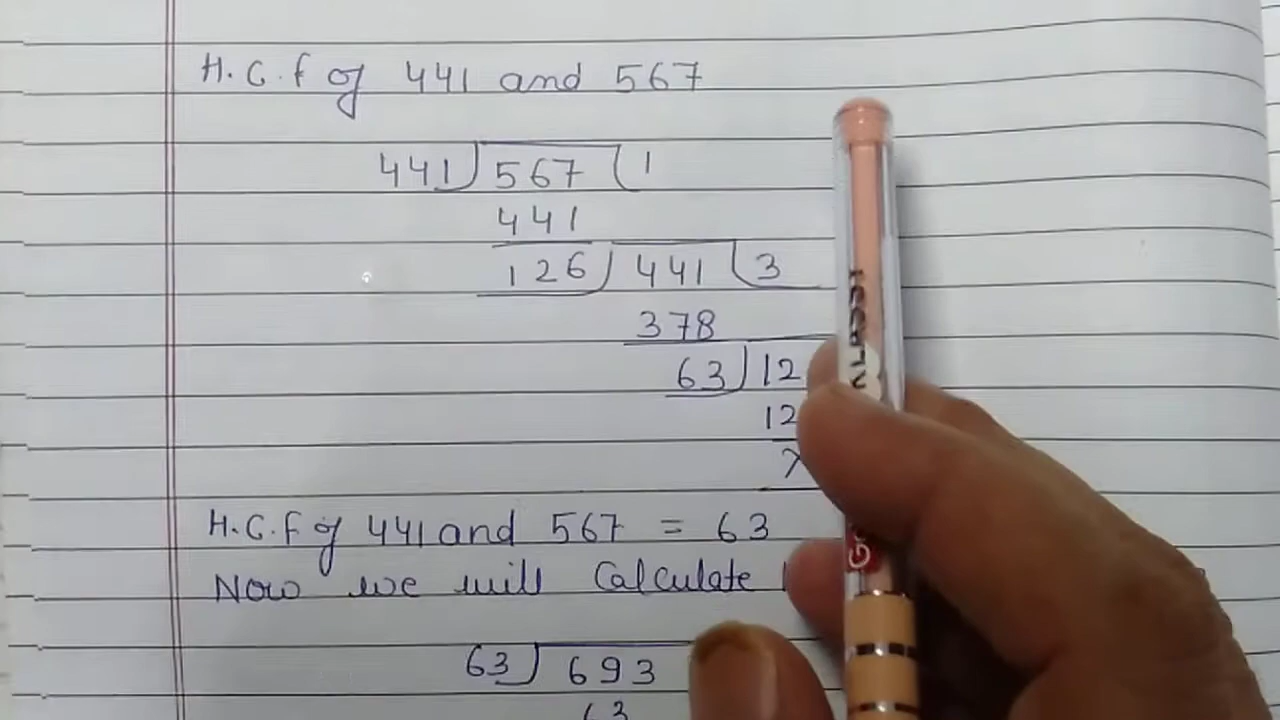 H.C.F of 441 and 567
441) 567 ( 1
441
126) 441 ( 3
378
63) 12
12
x
H.C.F of 441 and 567 = 63
Now we will Calculate
63) 693
63